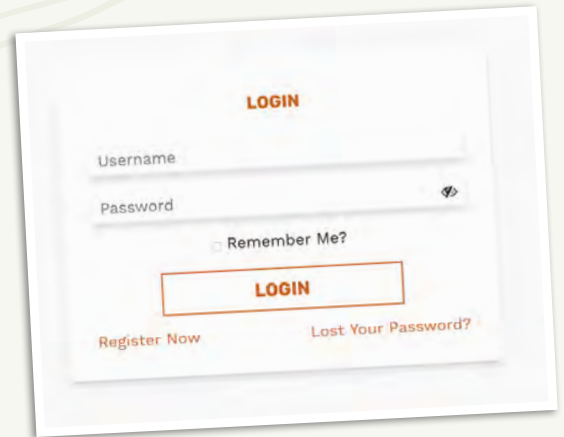 LOGIN
Username
Password
Remember Me?
LOGIN
Register Now Lost Your Password?